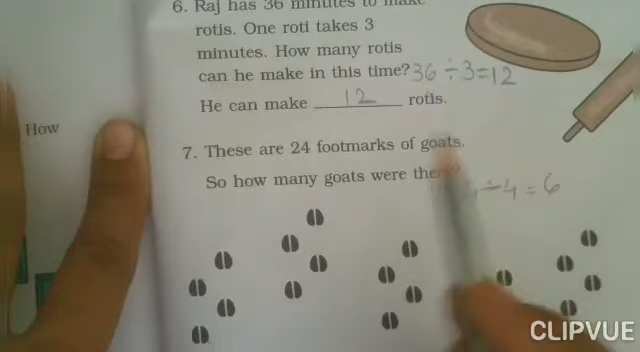 6. Raj has 36 minutes to make
rotis. One roti takes 3
minutes. How many rotis
can he make in this time? 36 ÷ 3 = 12
He can make 12 rotis.
How
7. These are 24 footmarks of goats.
So how many goats were
÷ 4 = 6
CLIPVUE